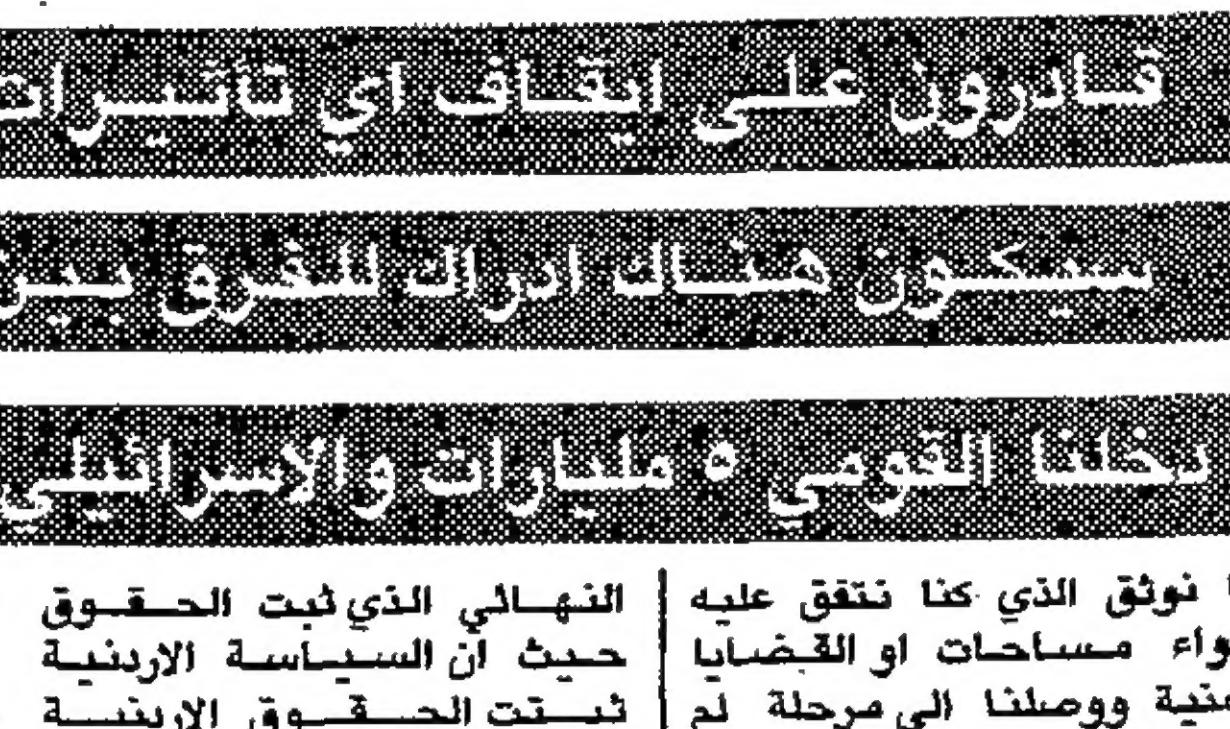 قادرون على ايقاف اي تأثيرات
سيكون هناك ادراك للفرق بين
دخلنا القومي ٥ مليارات والاسرائيلي
نوثق الذي كنا نتفق عليه
مساحات او القضايا
ووصلنا الى مرحلة لم
النهائي الذي ثبت الحقوق
حيث ان السياسة الاردنية
ثبتت الحقوق الاردنية